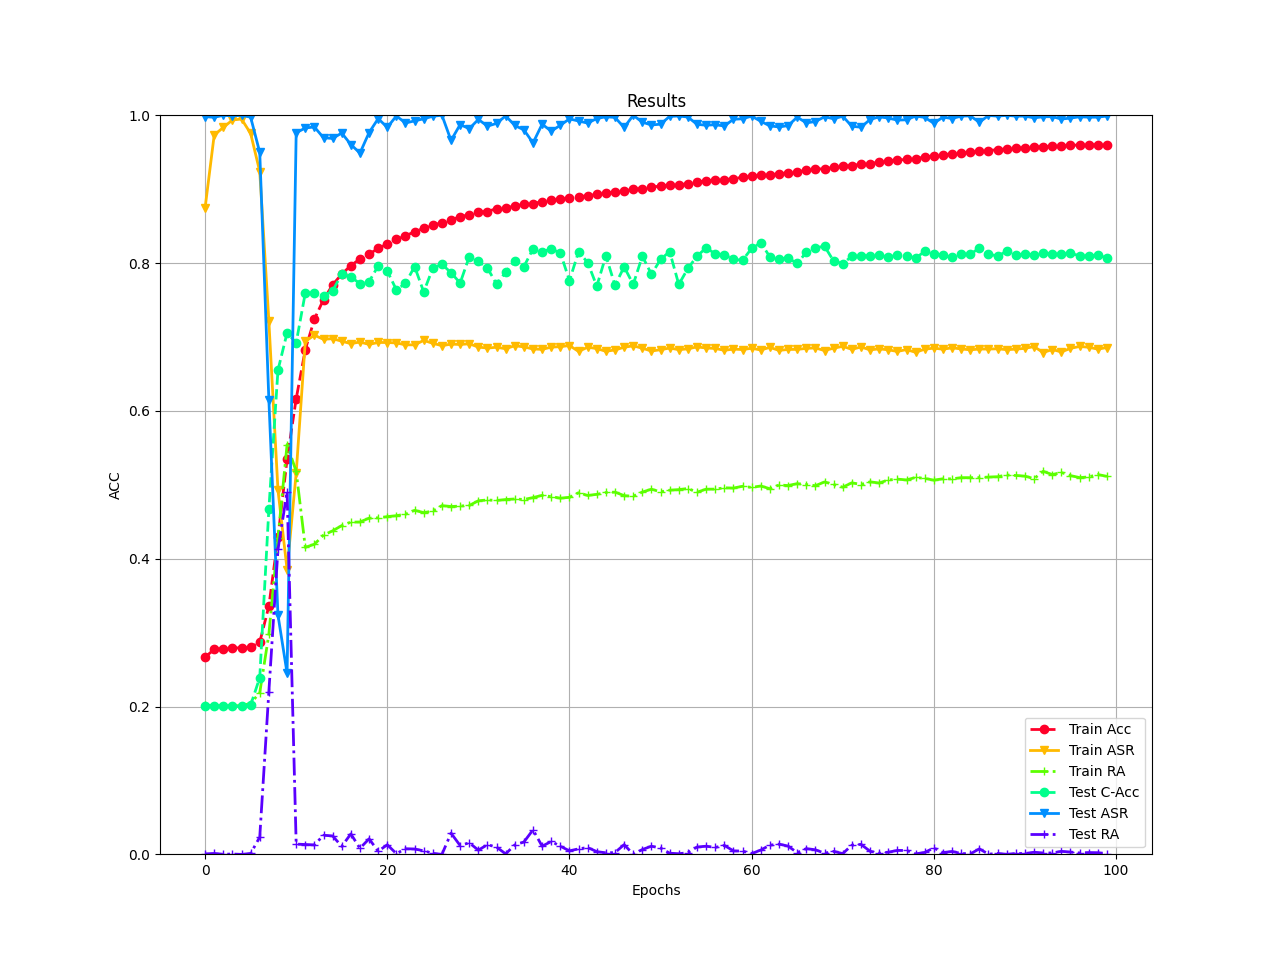 Results
1.0
0.8
0.6
0.4
0.2
0.0
ACC
0
20
40
60
80
100
Epochs
Train Acc
Train ASR
Train RA
Test C-Acc
Test ASR
Test RA